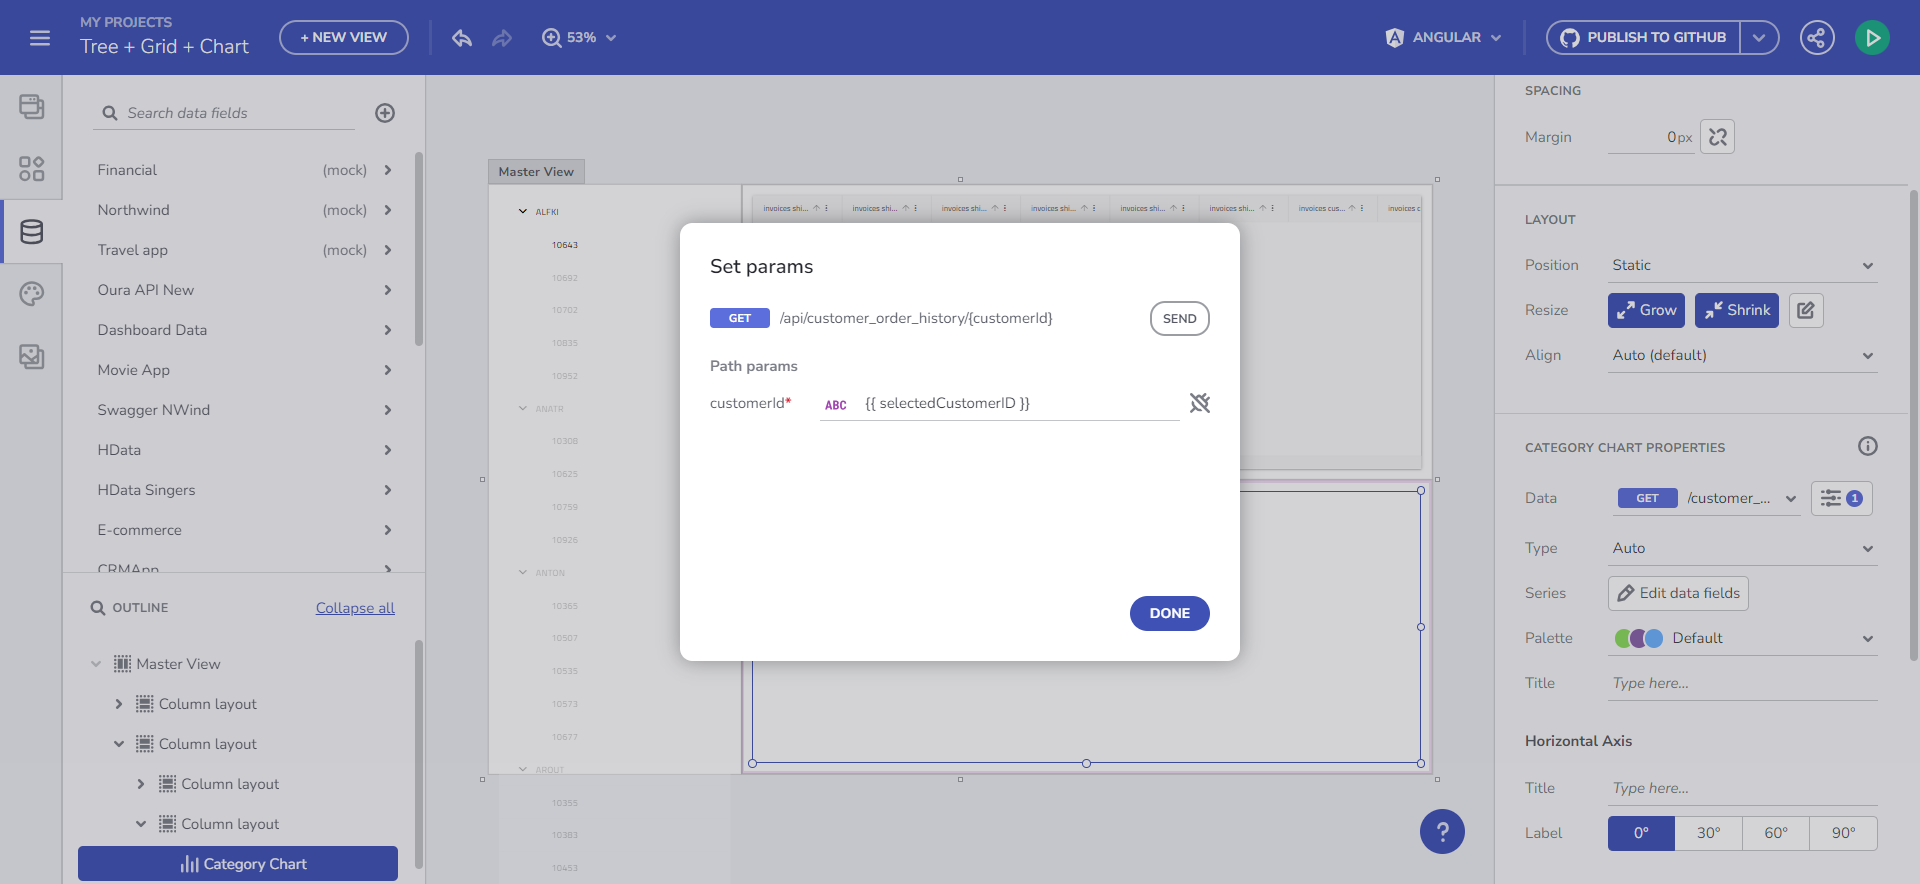 MY PROJECTS
Tree + Grid + Chart
+ NEW VIEW
53%
ANGULAR
PUBLISH TO GITHUB
Search data fields
Financial (mock)
Northwind (mock)
Travel app (mock)
Oura API New
Dashboard Data
Movie App
Swagger NWind
HData
HData Singers
E-commerce
CRMApp
OUTLINE
Collapse all
Master View
Column layout
Column layout
Column layout
Column layout
Category Chart
Master View
ALFKI
10643
10692
10702
10835
10952
ANATR
10308
10625
10759
10926
ANTON
10365
10507
10535
10573
10677
AROUT
10355
10383
10453
invoices shi... invoices shi... invoices shi... invoices shi... invoices shi... invoices shi... invoices cus... invoices c
Set params
GET /api/customer_order_history/{customerId} SEND
Path params
customerId* ABC {{ selectedCustomerID }}
DONE
?
SPACING
Margin 0px
LAYOUT
Position Static
Resize Grow Shrink
Align Auto (default)
CATEGORY CHART PROPERTIES
Data GET /customer_... 1
Type Auto
Series Edit data fields
Palette Default
Title Type here...
Horizontal Axis
Title Type here...
Label 0° 30° 60° 90°